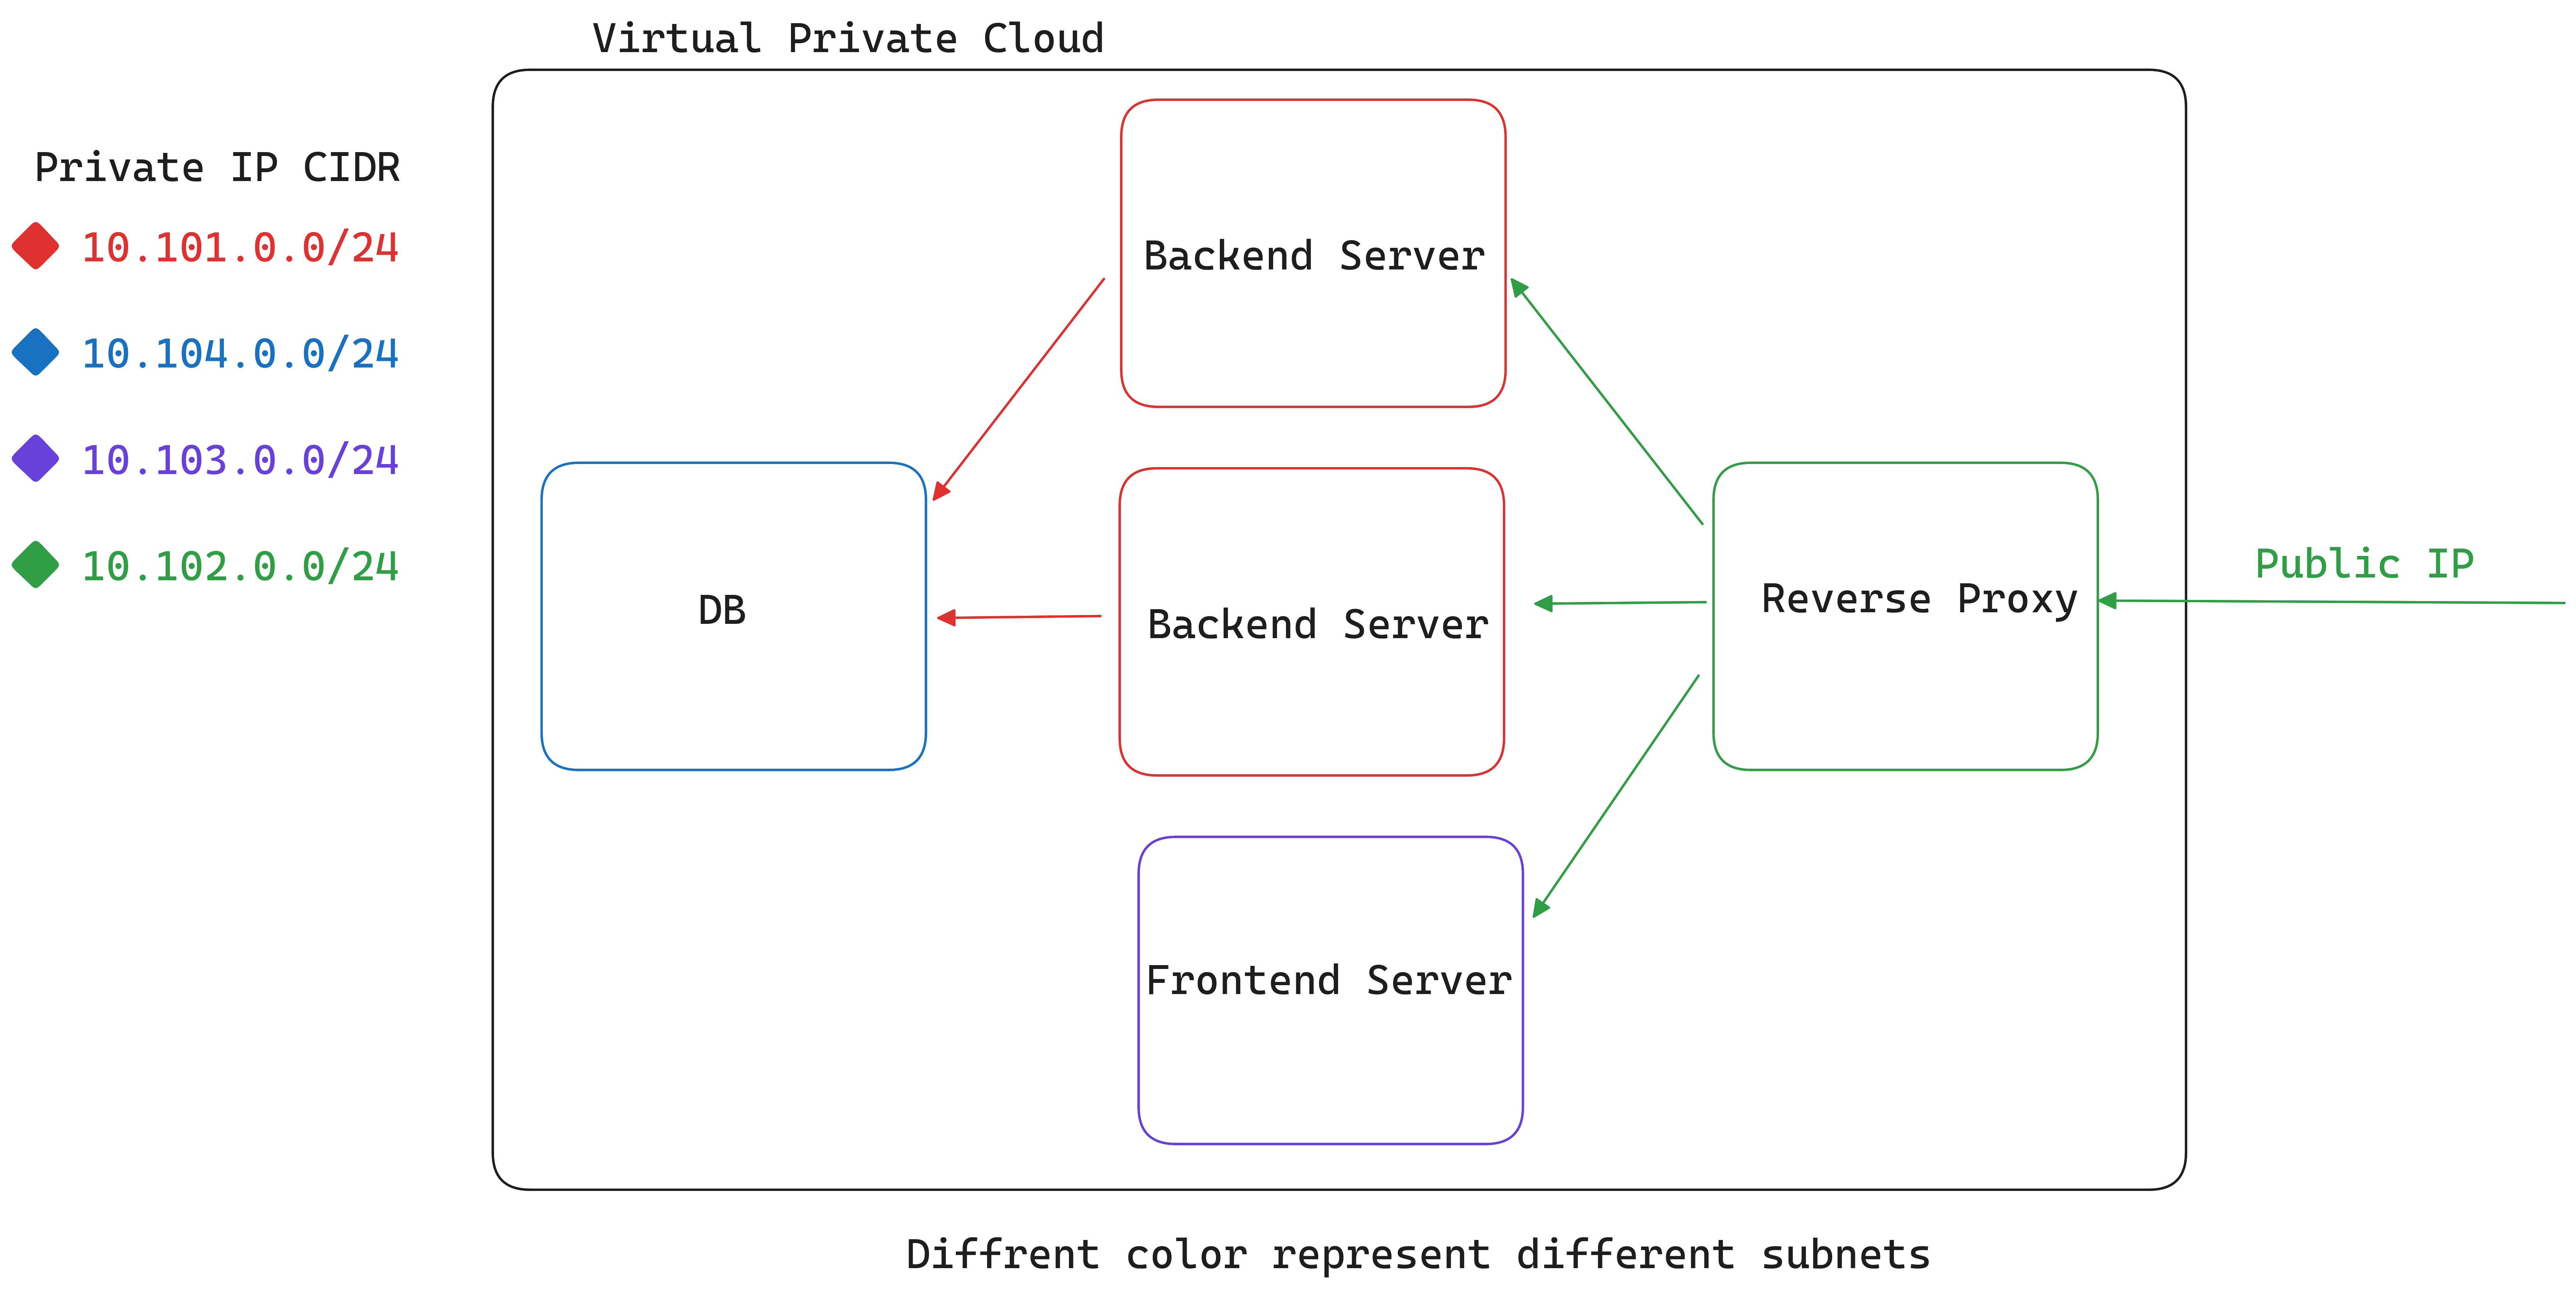 Virtual Private Cloud
Private IP CIDR
10.101.0.0/24
10.104.0.0/24
10.103.0.0/24
10.102.0.0/24
Backend Server
DB
Backend Server
Reverse Proxy
Public IP
Frontend Server
Diffrent color represent different subnets